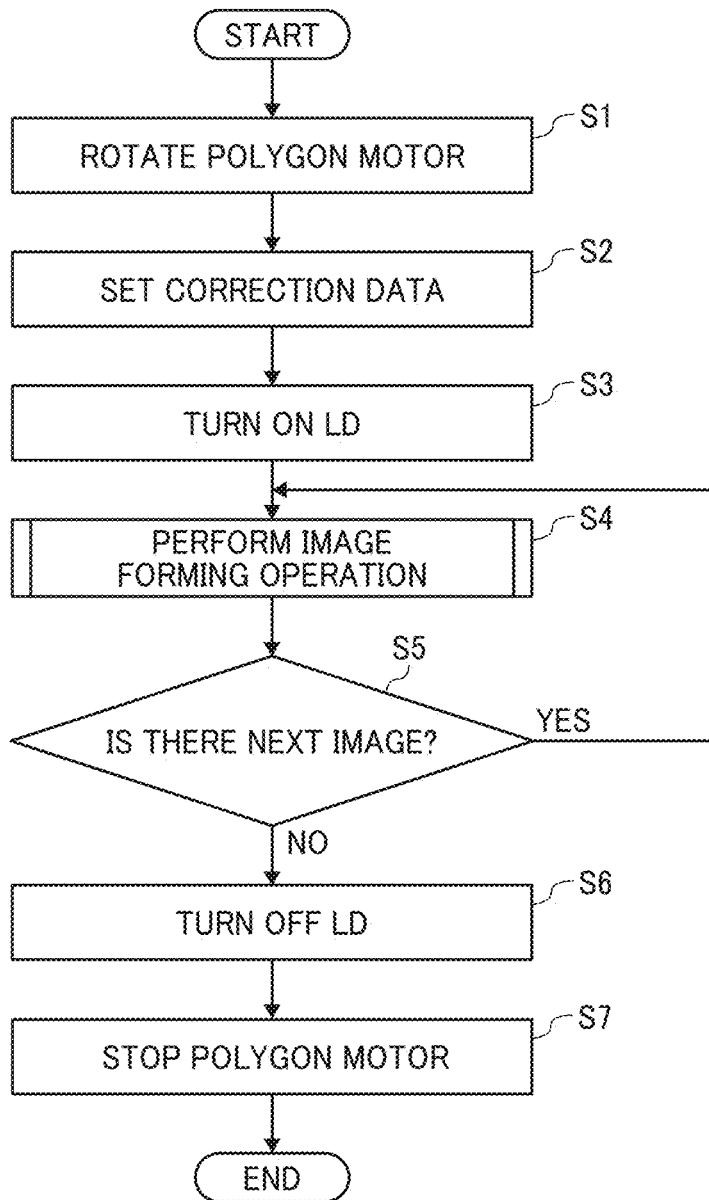 START
S1
ROTATE POLYGON MOTOR
S2
SET CORRECTION DATA
S3
TURN ON LD
S4
PERFORM IMAGE
FORMING OPERATION
S5
IS THERE NEXT IMAGE?
YES
NO
S6
TURN OFF LD
S7
STOP POLYGON MOTOR
END